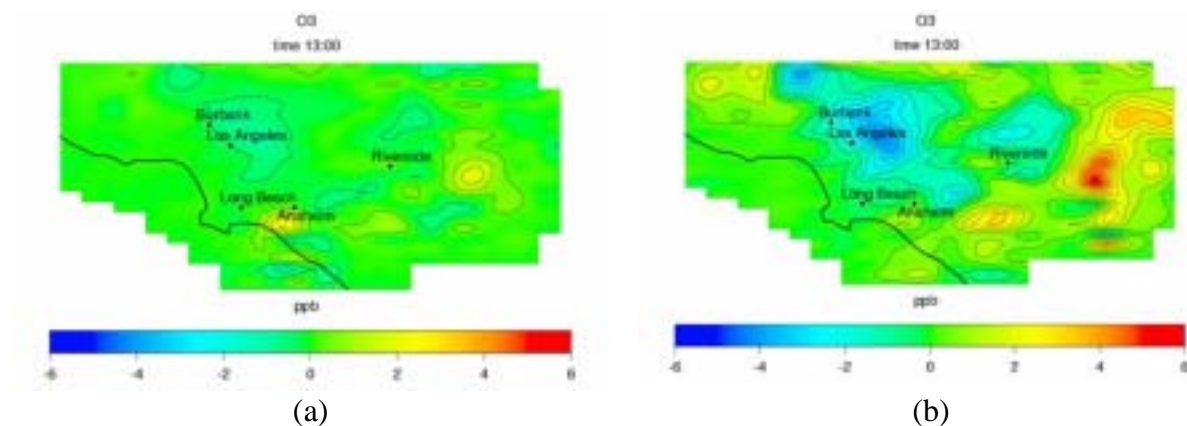 O3
time 13:00
Burbank
Los Angeles
Riverside
Long Beach
Anaheim
ppb
-6 -4 -2 0 2 4 6
(a)
O3
time 13:00
Burbank
Los Angeles
Riverside
Long Beach
Anaheim
ppb
-6 -4 -2 0 2 4 6
(b)